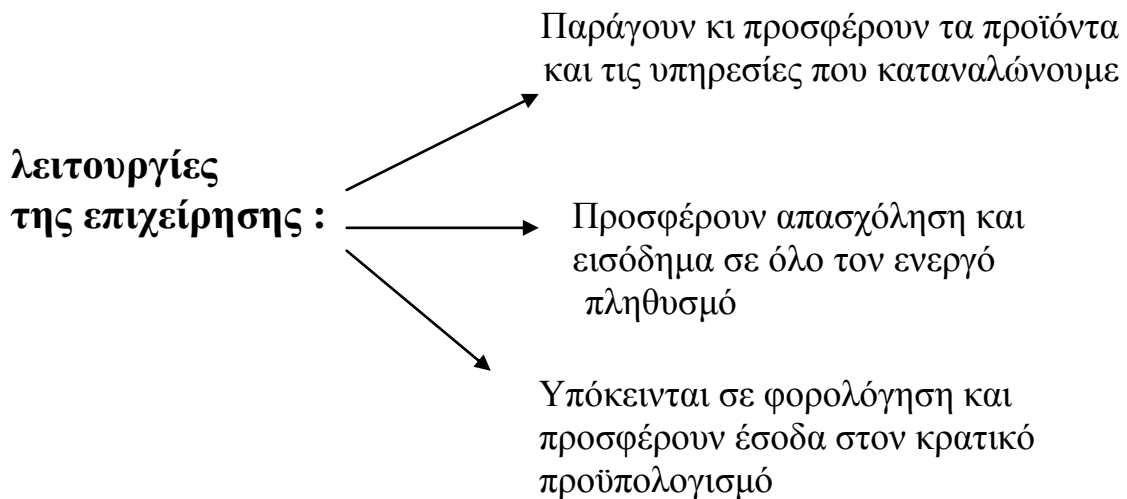 Παράγουν κι προσφέρουν τα προϊόντα
και τις υπηρεσίες που καταναλώνουμε
λειτουργίες
της επιχείρησης :
Προσφέρουν απασχόληση και
εισόδημα σε όλο τον ενεργό
πληθυσμό
Υπόκεινται σε φορολόγηση και
προσφέρουν έσοδα στον κρατικό
προϋπολογισμό